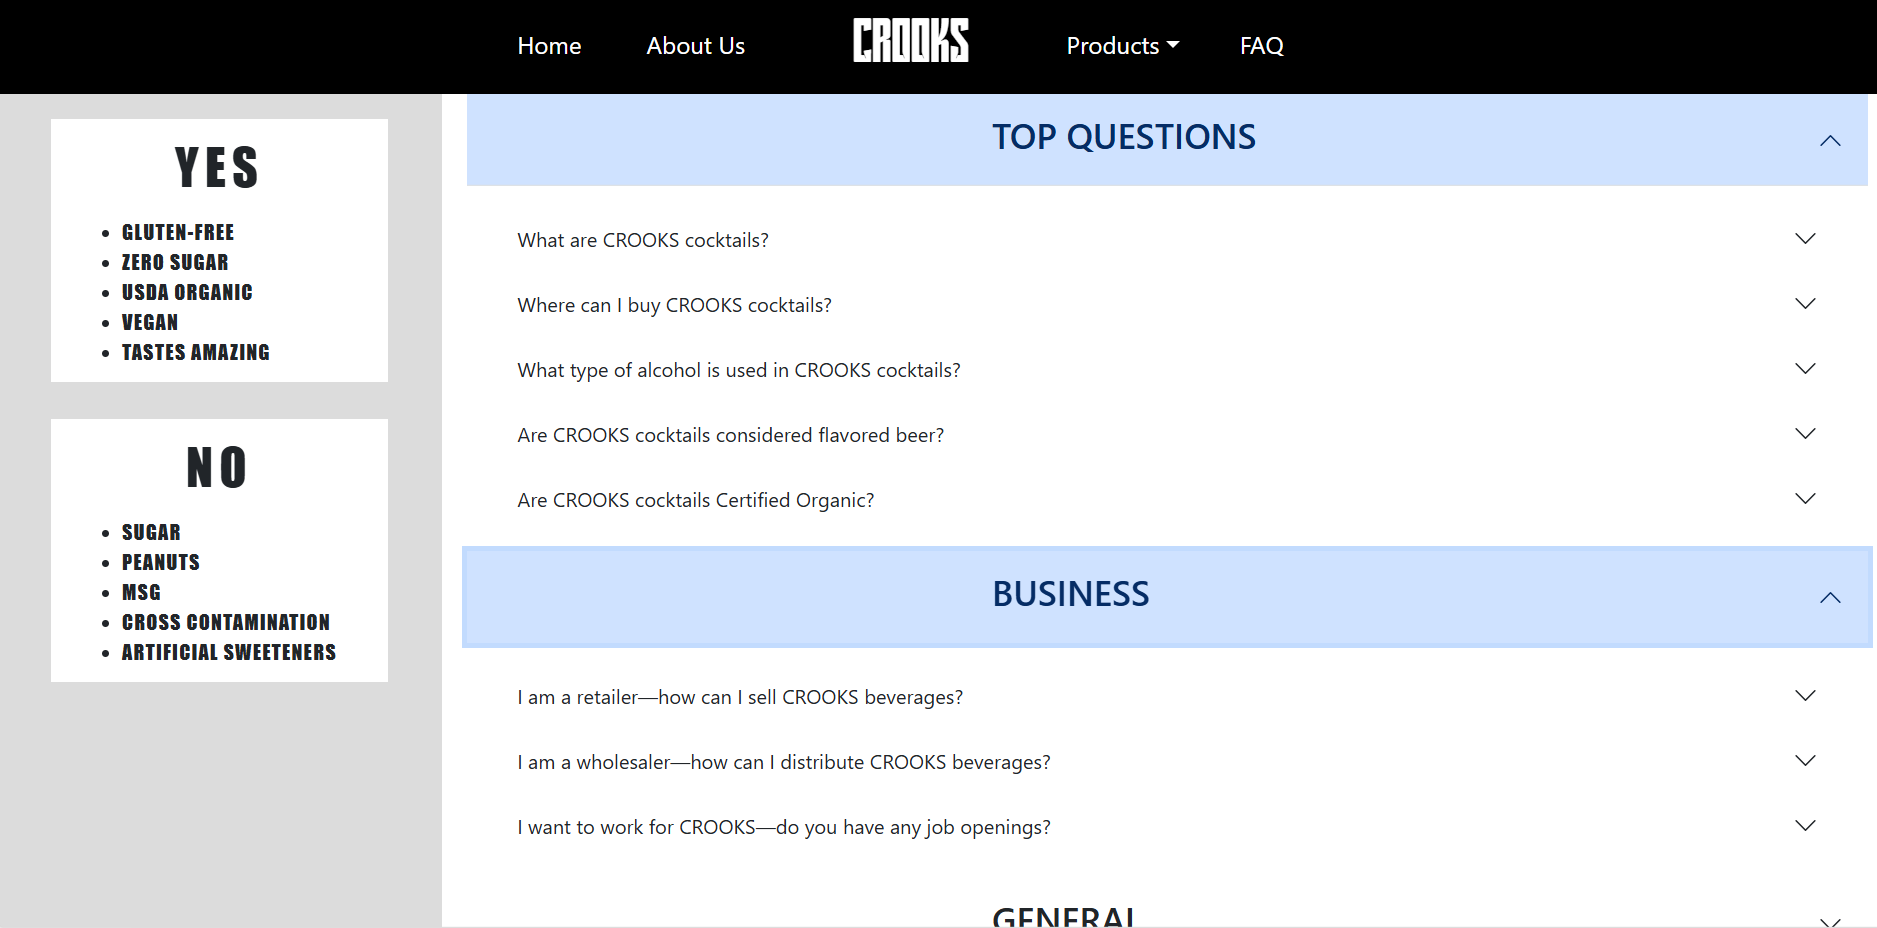 Home
About Us
CROOKS
Products
FAQ
YES
GLUTEN-FREE
ZERO SUGAR
USDA ORGANIC
VEGAN
TASTES AMAZING
NO
SUGAR
PEANUTS
MSG
CROSS CONTAMINATION
ARTIFICIAL SWEETENERS
TOP QUESTIONS
What are CROOKS cocktails?
Where can I buy CROOKS cocktails?
What type of alcohol is used in CROOKS cocktails?
Are CROOKS cocktails considered flavored beer?
Are CROOKS cocktails Certified Organic?
BUSINESS
I am a retailer—how can I sell CROOKS beverages?
I am a wholesaler—how can I distribute CROOKS beverages?
I want to work for CROOKS—do you have any job openings?
GENERAL